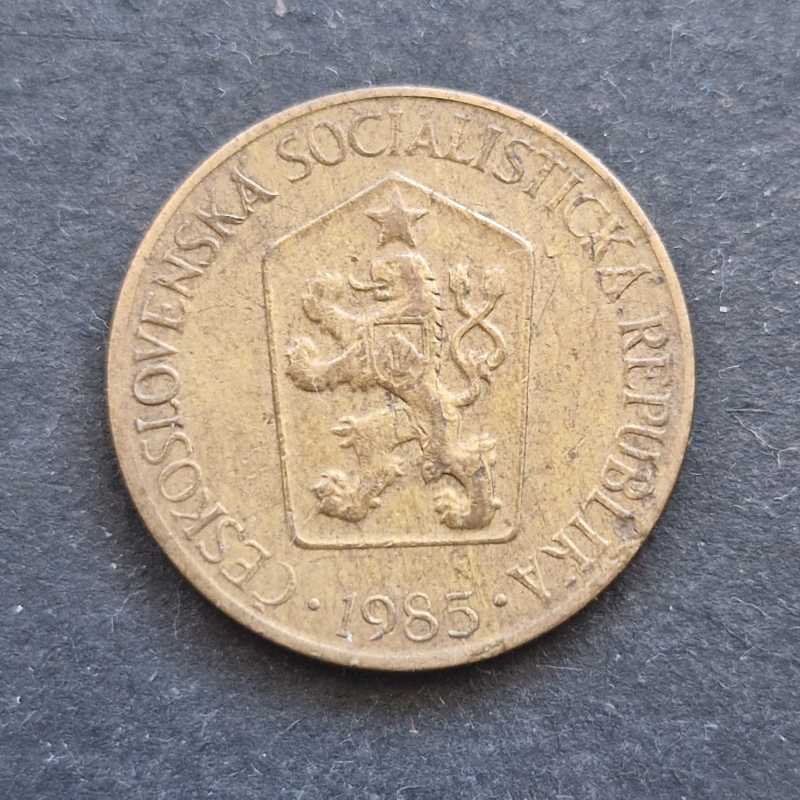 ČESKOSLOVENSKÁ SOCIALISTICKÁ REPUBLIKA
· 1985 ·